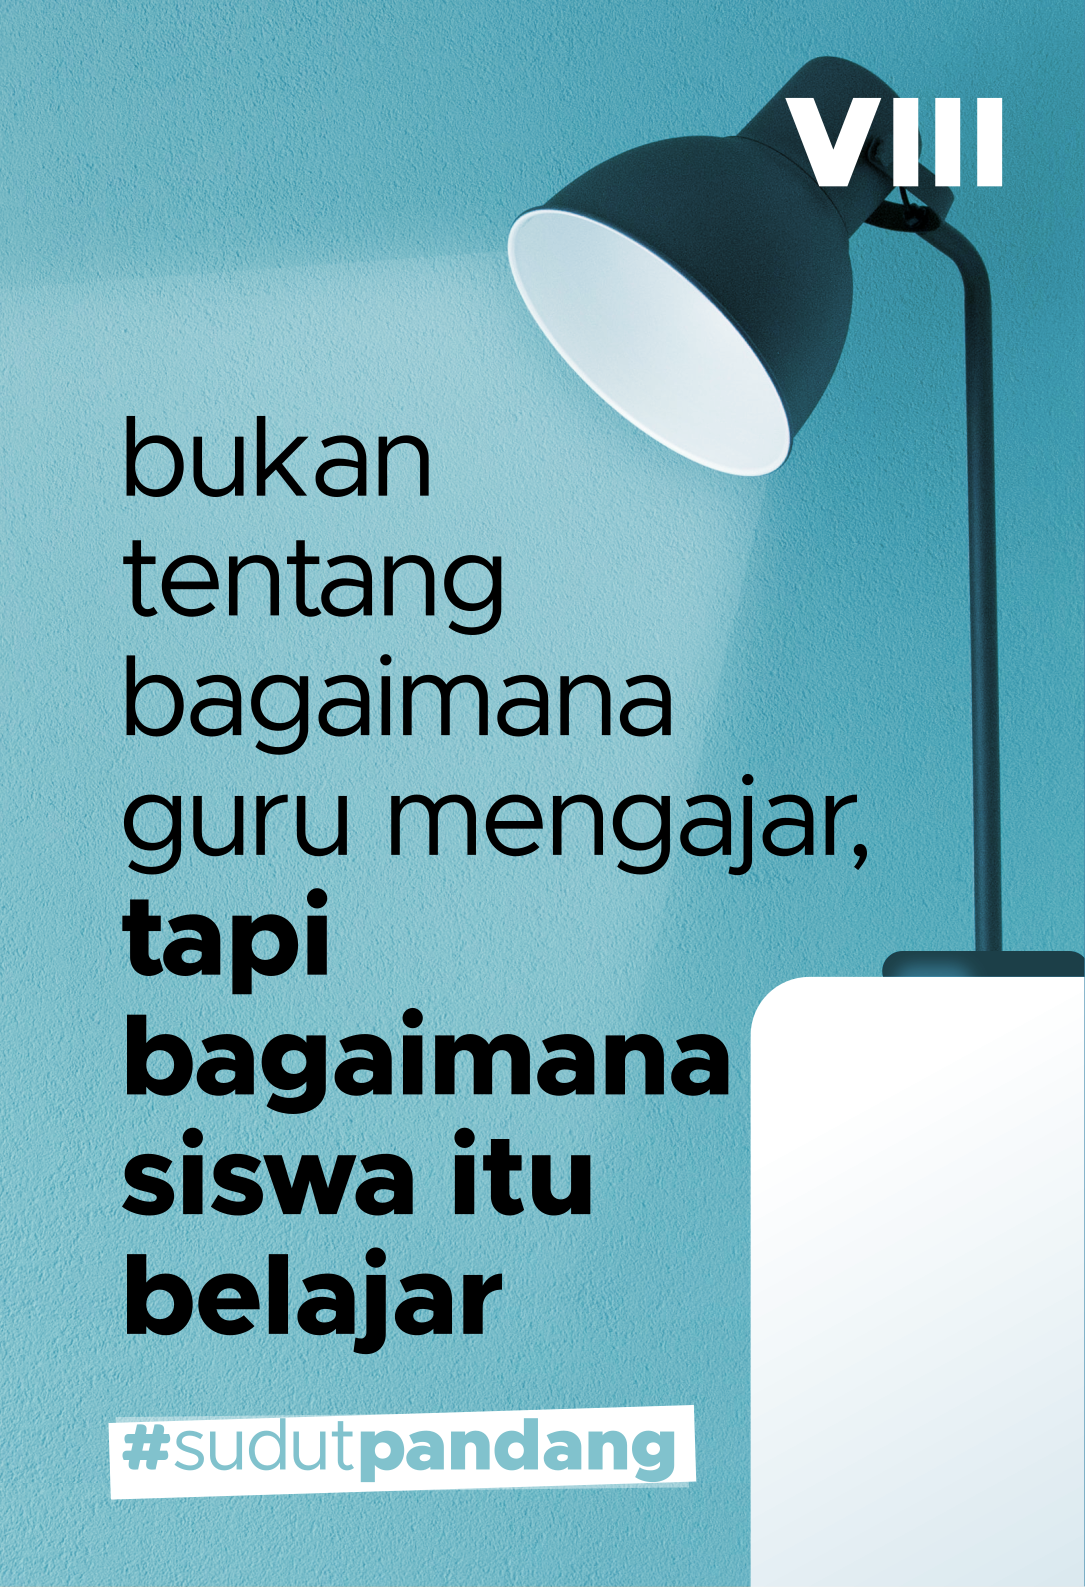 VIII
bukan
tentang
bagaimana
guru mengajar,
tapi
bagaimana
siswa itu
belajar
#sudutpandang